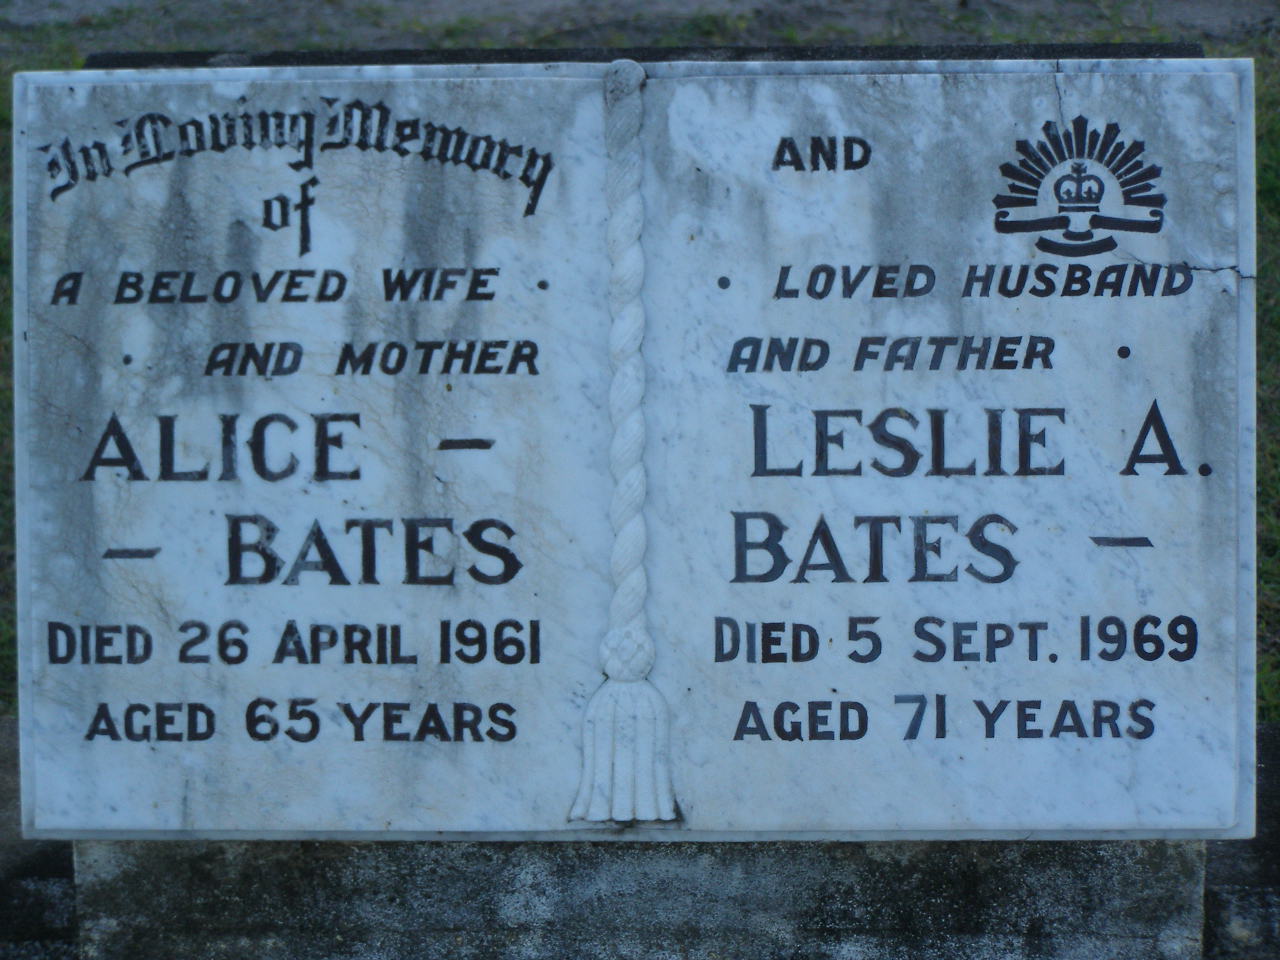 In Loving Memory
of
A BELOVED WIFE •
• AND MOTHER
ALICE –
– BATES
DIED 26 APRIL 1961
AGED 65 YEARS
AND
• LOVED HUSBAND
AND FATHER •
LESLIE A.
BATES –
DIED 5 SEPT. 1969
AGED 71 YEARS